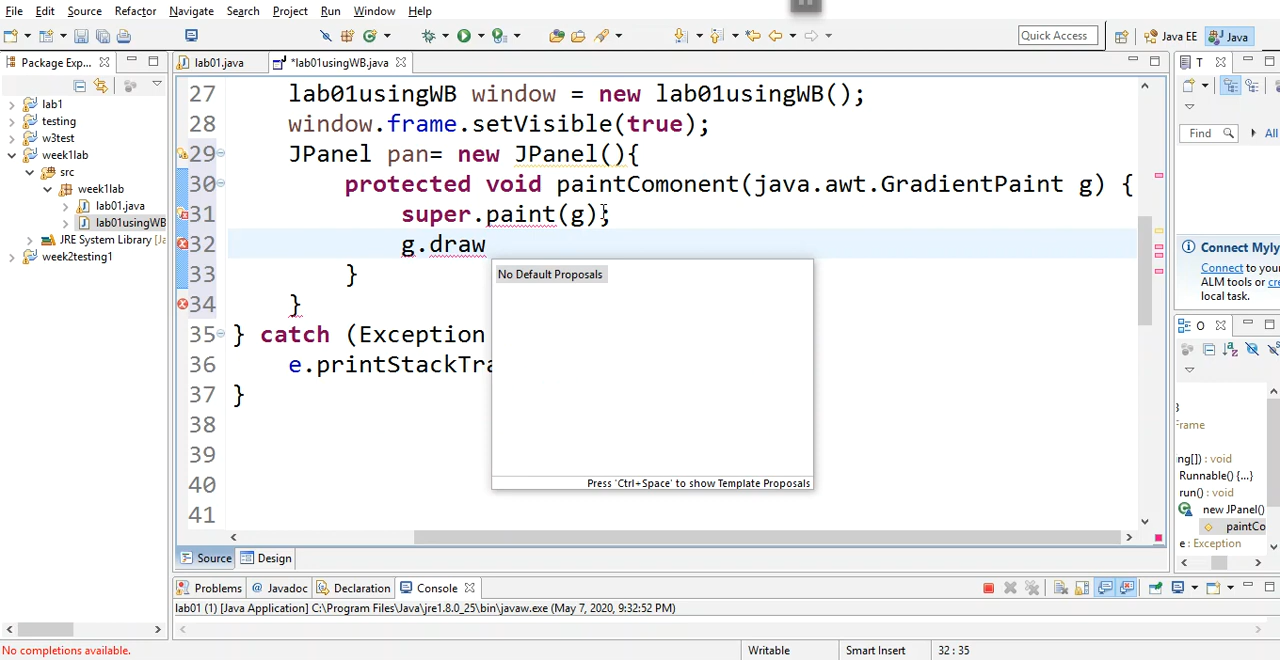 File Edit Source Refactor Navigate Search Project Run Window Help
Quick Access
Java EE
Java
Package Exp...
lab01.java
*lab01usingWB.java
T
lab1
testing
w3test
week1lab
src
week1lab
lab01.java
lab01usingWB
JRE System Library [Ja
week2testing1
27 lab01usingWB window = new lab01usingWB();
28 window.frame.setVisible(true);
29 JPanel pan= new JPanel(){
30 protected void paintComonent(java.awt.GradientPaint g) {
31 super.paint(g);
32 g.draw
33 }
34 }
35 } catch (Exception
36 e.printStackTra
37 }
38
39
40
41
No Default Proposals
Press 'Ctrl+Space' to show Template Proposals
Find
All
Connect Myly
Connect to your
ALM tools or cre
local task.
O
Frame
ng[]) : void
Runnable() {...}
run() : void
new JPanel()
paintCo
e : Exception
Source
Design
Problems
@ Javadoc
Declaration
Console
lab01 (1) [Java Application] C:\Program Files\Java\jre1.8.0_25\bin\javaw.exe (May 7, 2020, 9:32:52 PM)
No completions available.
Writable
Smart Insert
32 : 35